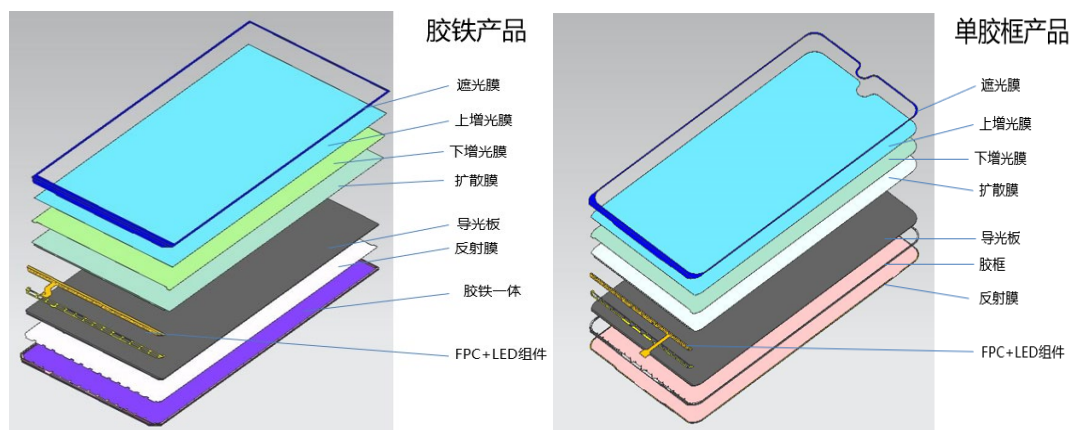 胶铁产品
遮光膜
上增光膜
下增光膜
扩散膜
导光板
反射膜
胶铁一体
FPC+LED组件
单胶框产品
遮光膜
上增光膜
下增光膜
扩散膜
导光板
胶框
反射膜
FPC+LED组件